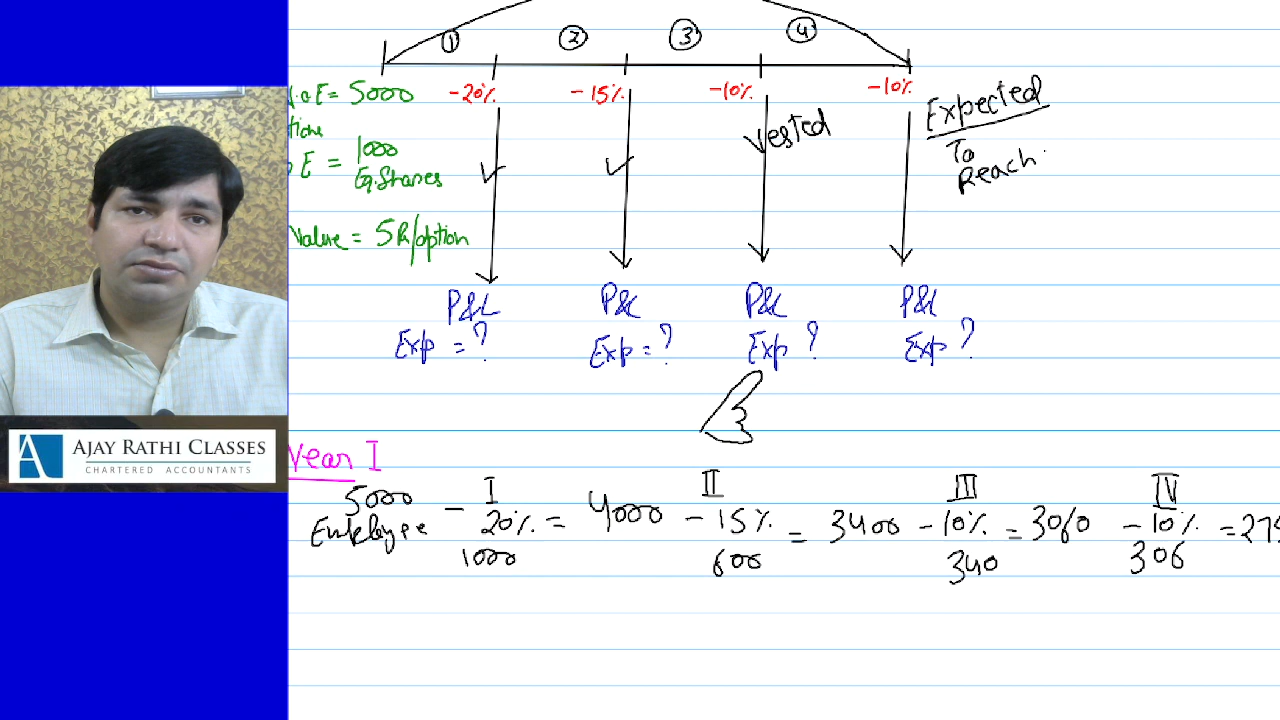 ① ② ③ ④
= 5000 -20% -15% -10% -10% Expected
To
Reach.
Vested
E = 1000
Eq. Shares
Value = 5 R/option
P&L P&L P&L P&L
Exp = ? Exp = ? Exp ? Exp ?
AJAY RATHI CLASSES
CHARTERED ACCOUNTANTS
Year I
I II III IV
5000 - 20% = 4000 - 15% = 3400 - 10% = 3060 - 10% =
Employee 1000 600 340 306